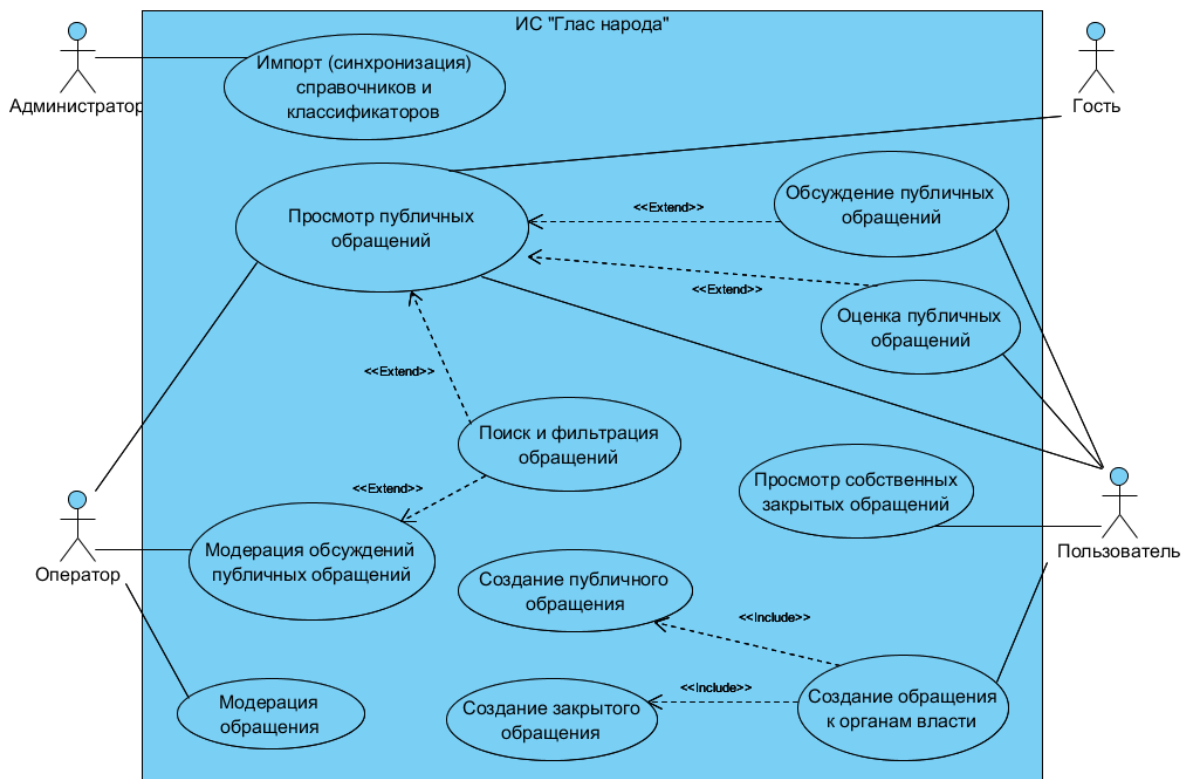 ИС "Глас народа"
Администратор
Импорт (синхронизация)
справочников и
классификаторов
Гость
Просмотр публичных
обращений
<<Extend>>
Обсуждение публичных
обращений
<<Extend>>
Оценка публичных
обращений
<<Extend>>
Поиск и фильтрация
обращений
<<Extend>>
Просмотр собственных
закрытых обращений
Оператор
Модерация обсуждений
публичных обращений
Пользователь
Создание публичного
обращения
<<Include>>
Модерация
обращения
Создание закрытого
обращения
<<Include>>
Создание обращения
к органам власти